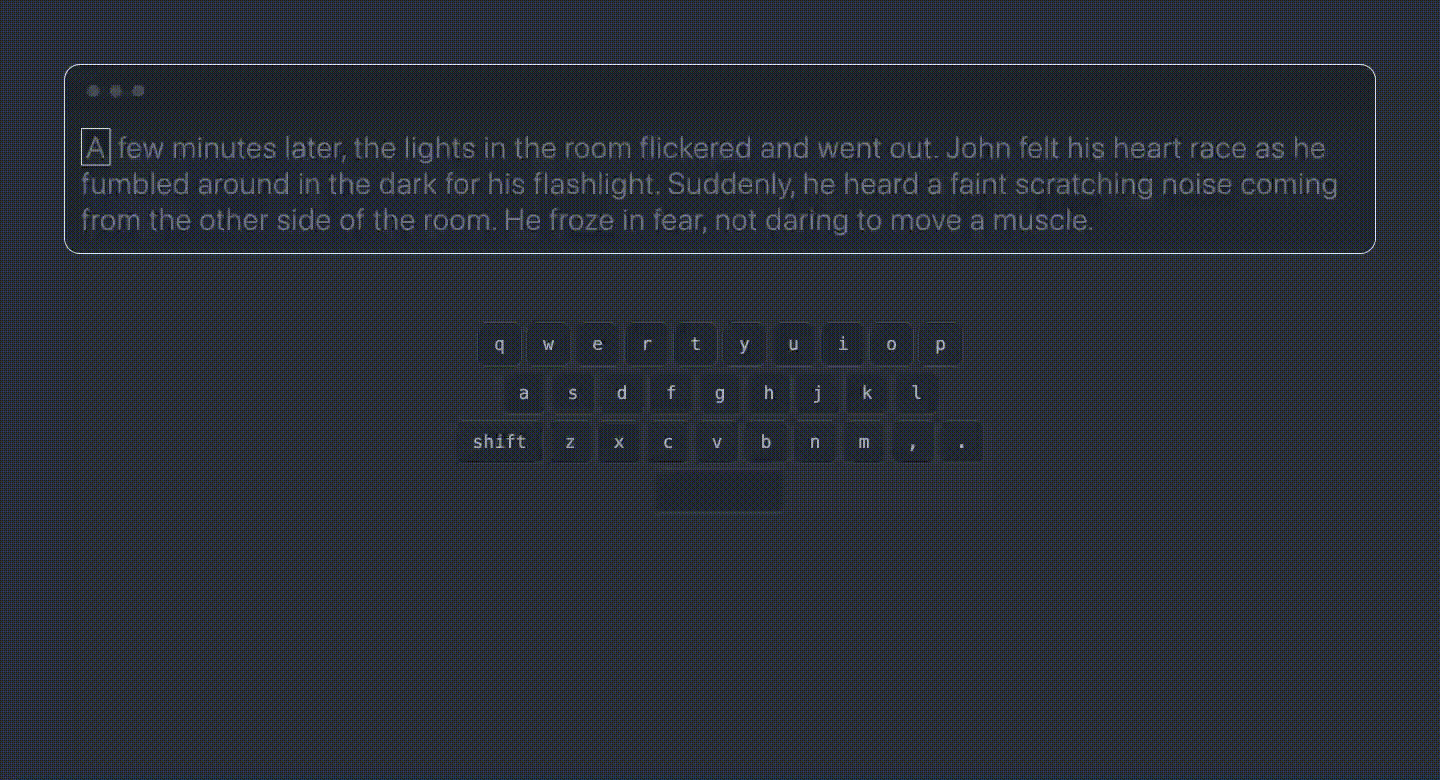 A few minutes later, the lights in the room flickered and went out. John felt his heart race as he
fumbled around in the dark for his flashlight. Suddenly, he heard a faint scratching noise coming
from the other side of the room. He froze in fear, not daring to move a muscle.
q w e r t y u i o p
a s d f g h j k l
shift z x c v b n m , .